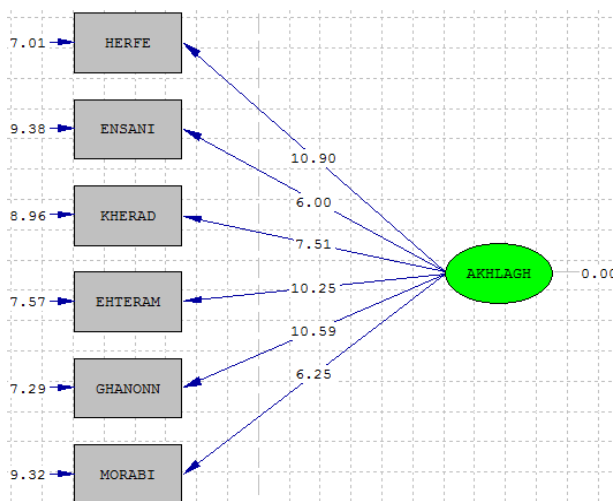 7.01 HERFE
10.90
9.38 ENSANI
6.00
8.96 KHERAD
7.51
AKHLAGH 0.00
7.57 EHTERAM
10.25
10.59
7.29 GHANONN
6.25
9.32 MORABI